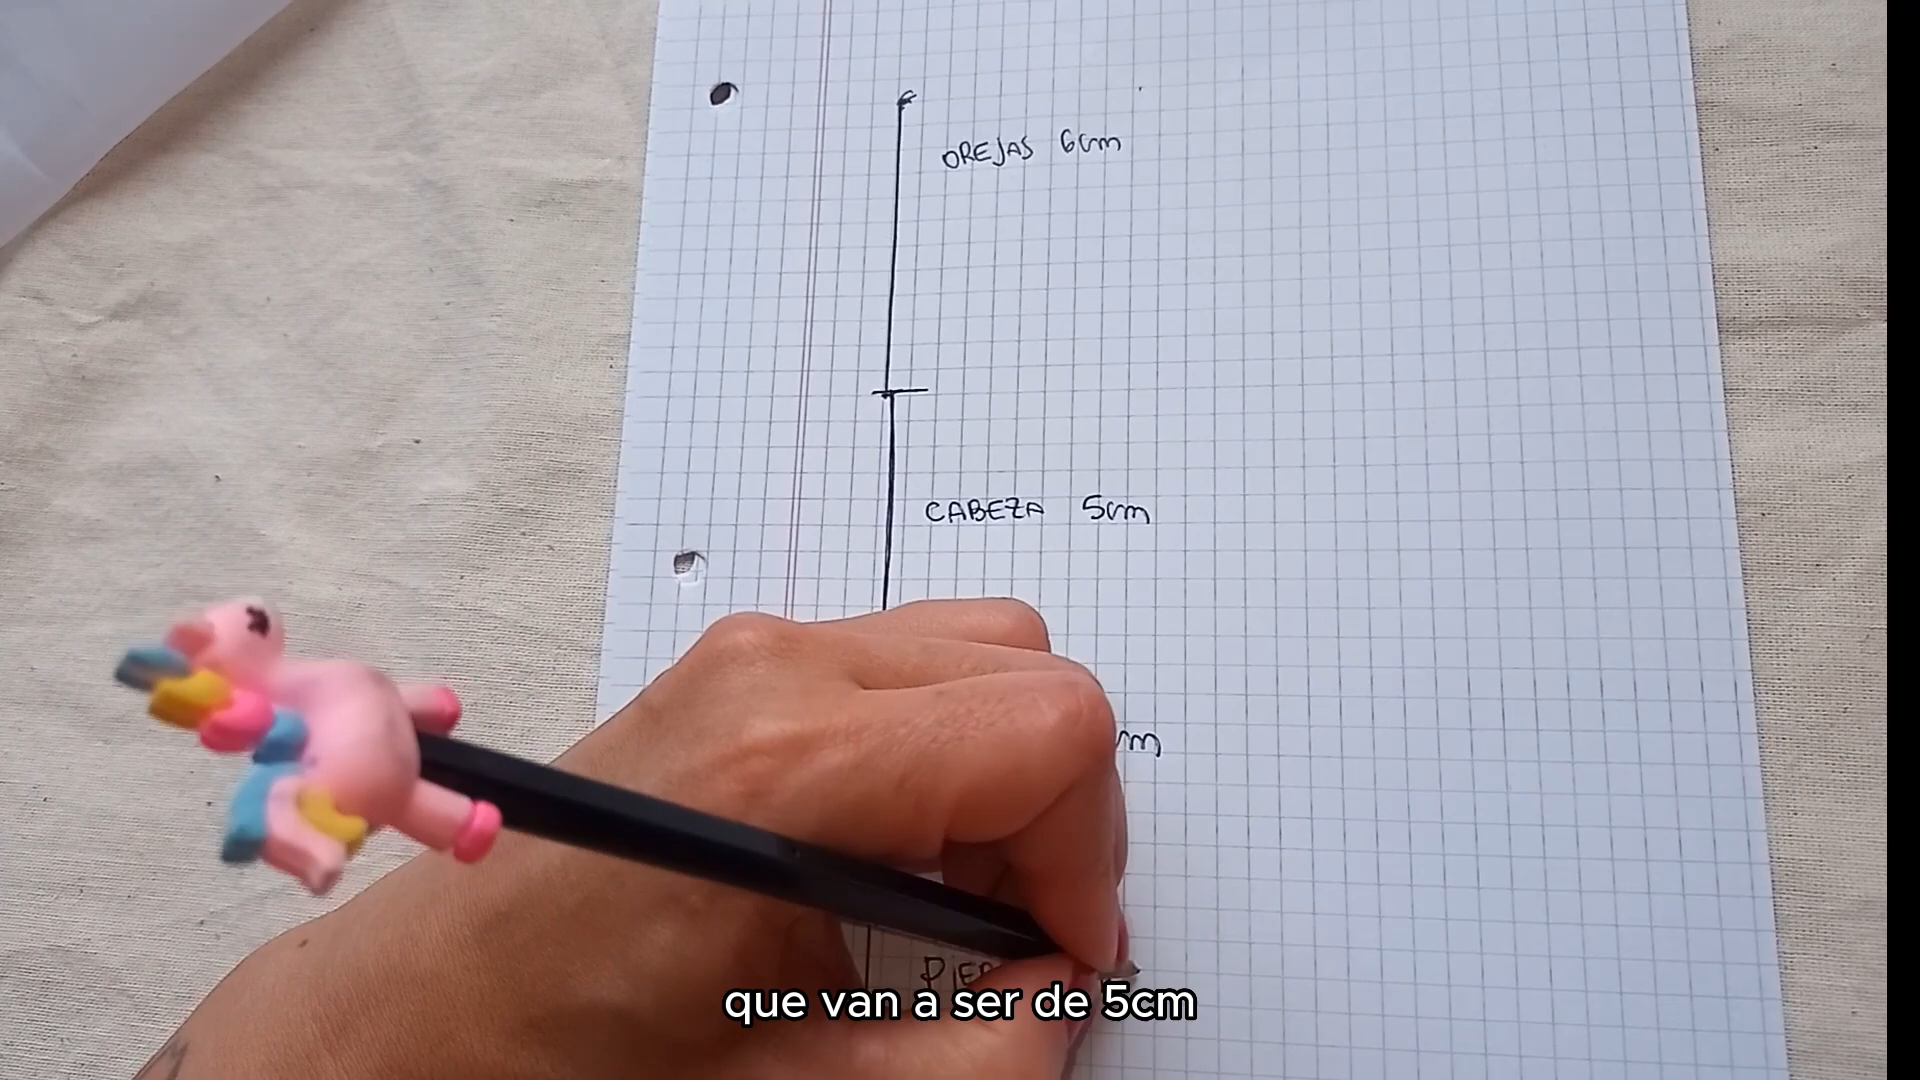 OREJAS 6cm
CABEZA 5cm
que van a ser de 5cm